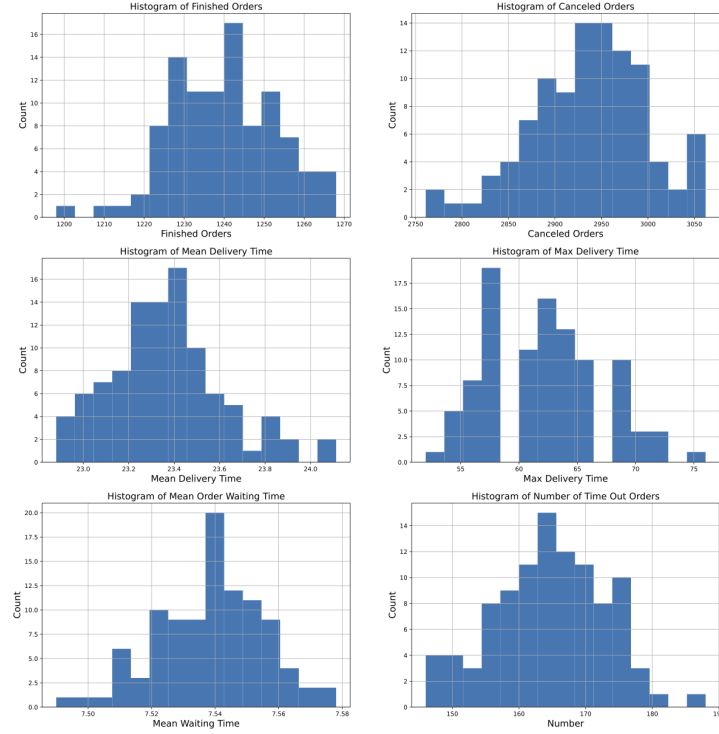 Histogram of Finished Orders
Count
16
14
12
10
8
6
4
2
0
1200 1210 1220 1230 1240 1250 1260 1270
Finished Orders
Histogram of Canceled Orders
Count
14
12
10
8
6
4
2
0
2750 2800 2850 2900 2950 3000 3050
Canceled Orders
Histogram of Mean Delivery Time
Count
16
14
12
10
8
6
4
2
0
23.0 23.2 23.4 23.6 23.8 24.0
Mean Delivery Time
Histogram of Max Delivery Time
Count
17.5
15.0
12.5
10.0
7.5
5.0
2.5
0.0
55 60 65 70 75
Max Delivery Time
Histogram of Mean Order Waiting Time
Count
20.0
17.5
15.0
12.5
10.0
7.5
5.0
2.5
0.0
7.50 7.52 7.54 7.56 7.58
Mean Waiting Time
Histogram of Number of Time Out Orders
Count
14
12
10
8
6
4
2
0
150 160 170 180
Number